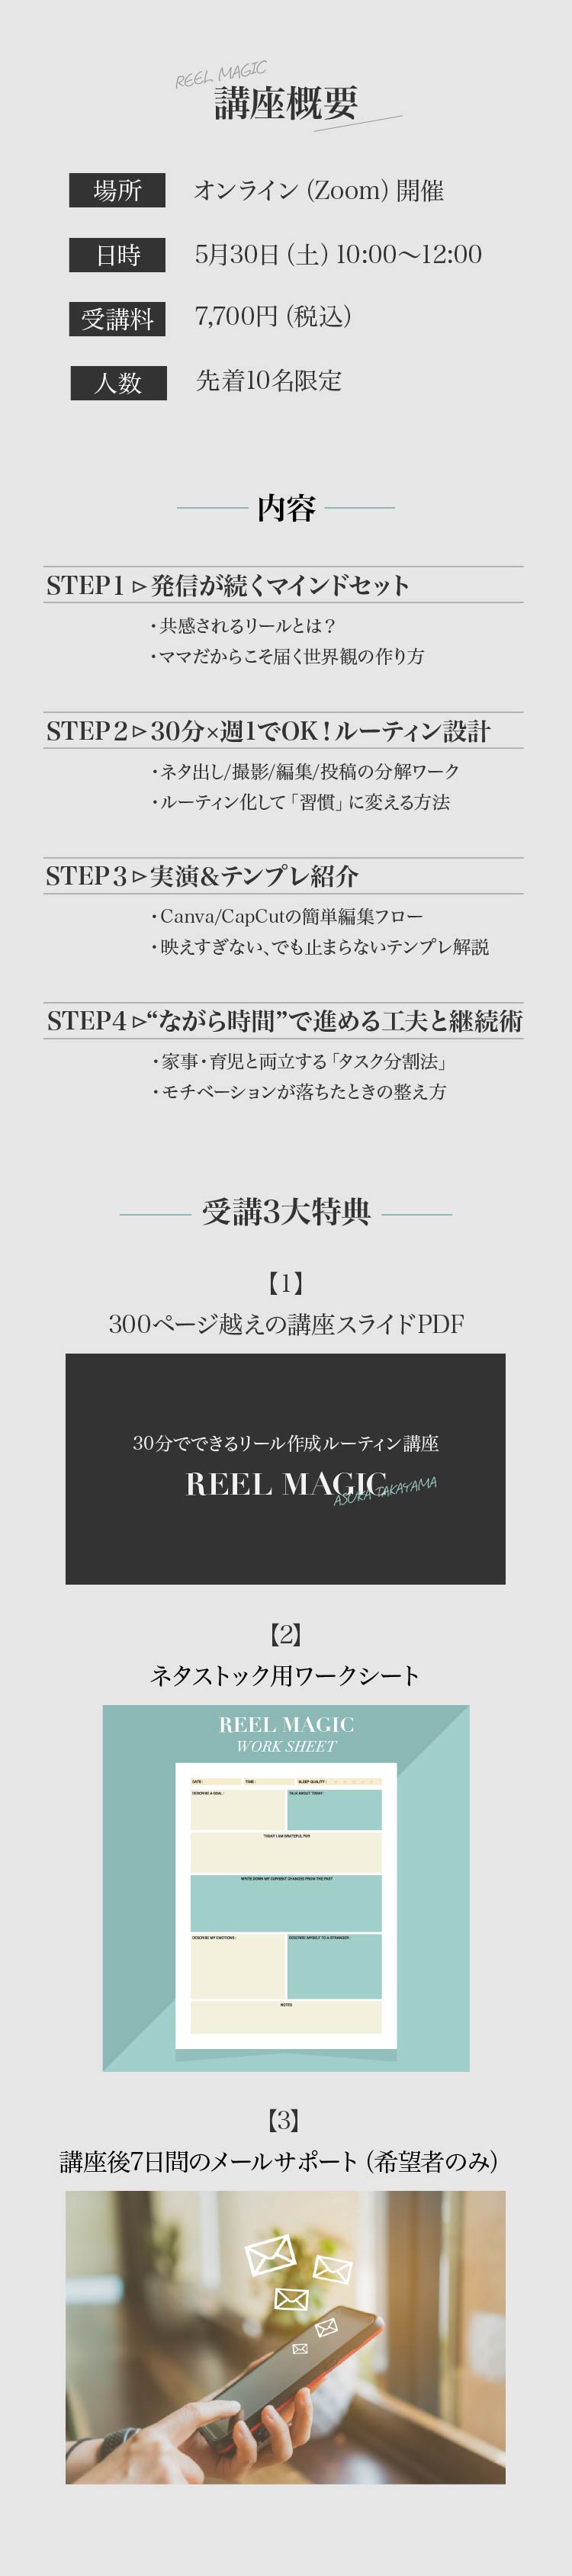 REEL MAGIC
講座概要
場所 オンライン（Zoom）開催
日時 5月30日（土）10:00〜12:00
受講料 7,700円（税込）
人数 先着10名限定
内容
STEP1▷発信が続くマインドセット
・共感されるリールとは？
・ママだからこそ届く世界観の作り方
STEP2▷30分×週1でOK！ルーティン設計
・ネタ出し/撮影/編集/投稿の分解ワーク
・ルーティン化して「習慣」に変える方法
STEP3▷実演&テンプレ紹介
・Canva/CapCutの簡単編集フロー
・映えすぎない、でも止まらないテンプレ解説
STEP4▷“ながら時間”で進める工夫と継続術
・家事・育児と両立する「タスク分割法」
・モチベーションが落ちたときの整え方
受講3大特典
【1】
300ページ越えの講座スライドPDF
30分でできるリール作成ルーティン講座
REEL MAGIC
ASUKA TAKAYAMA
【2】
ネタストック用ワークシート
REEL MAGIC
WORK SHEET
DATE: TIME: SLEEP QUALITY:
DESCRIBE A GOAL: TALK ABOUT TODAY:
TODAY I AM GRATEFUL FOR
WRITE DOWN MY CURRENT CHANGES FROM THE PAST
DESCRIBE MY EMOTIONS: DESCRIBE MYSELF TO A STRANGER:
NOTES
【3】
講座後7日間のメールサポート（希望者のみ）